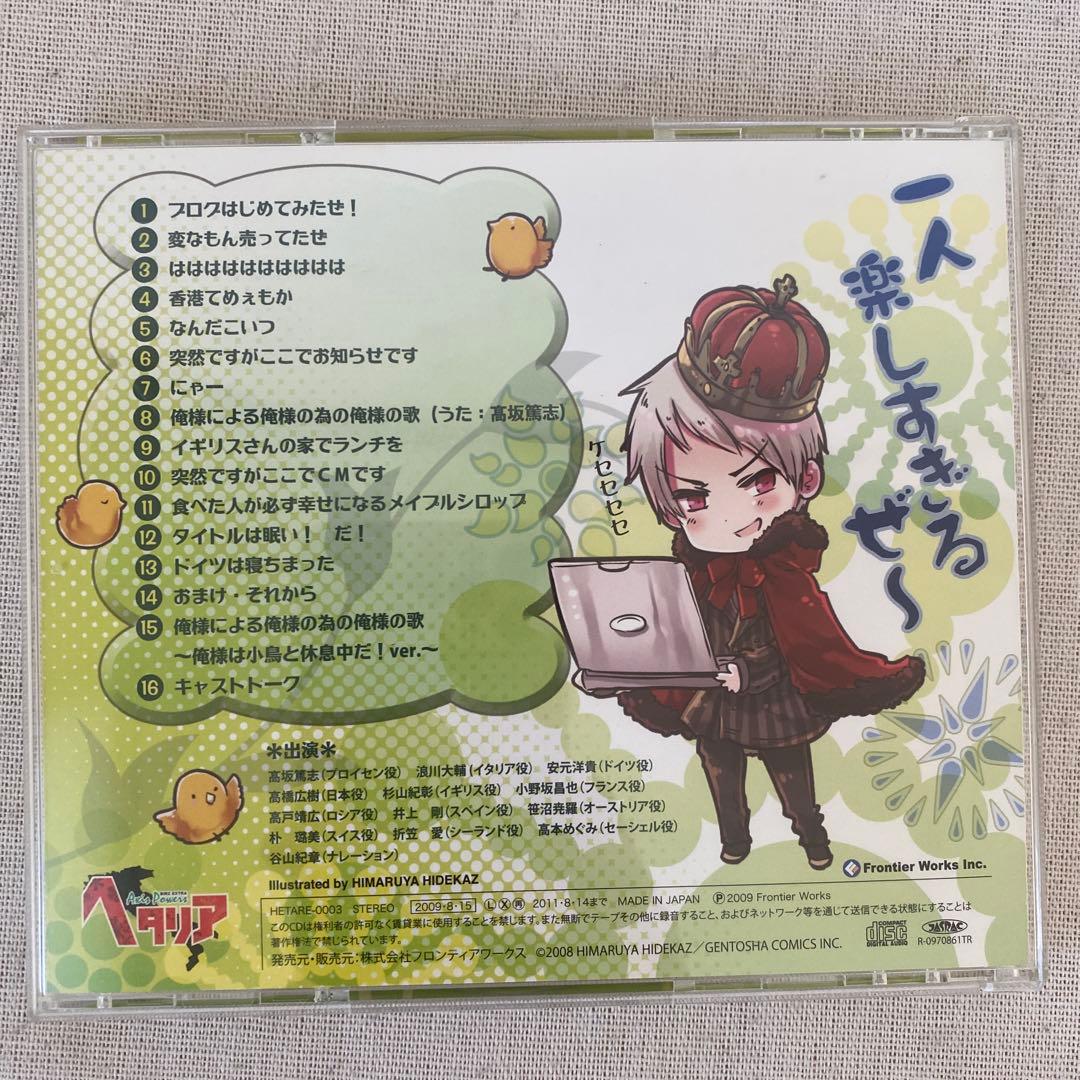 1 ブログはじめてみたぜ！
2 変なもん売ってたぜ
3 はははははははははは
4 香港てめぇもか
5 なんだこいつ
6 突然ですがここでお知らせです
7 にゃー
8 俺様による俺様の為の俺様の歌（うた：高坂篤志）
9 イギリスさんの家でランチを
10 突然ですがここでＣＭです
11 食べた人が必ず幸せになるメイプルシロップ
12 タイトルは眠い！　だ！
13 ドイツは寝ちまった
14 おまけ・それから
15 俺様による俺様の為の俺様の歌
～俺様は小鳥と休息中だ！ver.～
16 キャストトーク
一人
楽しすぎる
ぜ～
ケセセセセ
＊出演＊
高坂篤志（プロイセン役）　浪川大輔（イタリア役）　安元洋貴（ドイツ役）
高橋広樹（日本役）　杉山紀彰（イギリス役）　小野坂昌也（フランス役）
高戸靖広（ロシア役）　井上　剛（スペイン役）　笹沼尭羅（オーストリア役）
朴　璐美（スイス役）　折笠　愛（シーランド役）　高本めぐみ（セーシェル役）
谷山紀章（ナレーション）
Illustrated by HIMARUYA HIDEKAZ
Frontier Works Inc.
BIRZ EXTRA
Axis Powers
ヘタリア
HETARE-0003　STEREO　2009・8・15　Ⓛ Ⓧ 再　2011・8・14まで　MADE IN JAPAN　Ⓟ2009 Frontier Works
このCDは権利者の許可なく賃貸業に使用することを禁じます。また無断でテープその他に録音すること、およびネットワーク等を通じて送信できる状態にすることは
著作権法で禁じられています。
発売元・販売元：株式会社フロンティアワークス　©2008 HIMARUYA HIDEKAZ／GENTOSHA COMICS INC.
COMPACT
disc
DIGITAL AUDIO
JASRAC
R-0970861TR